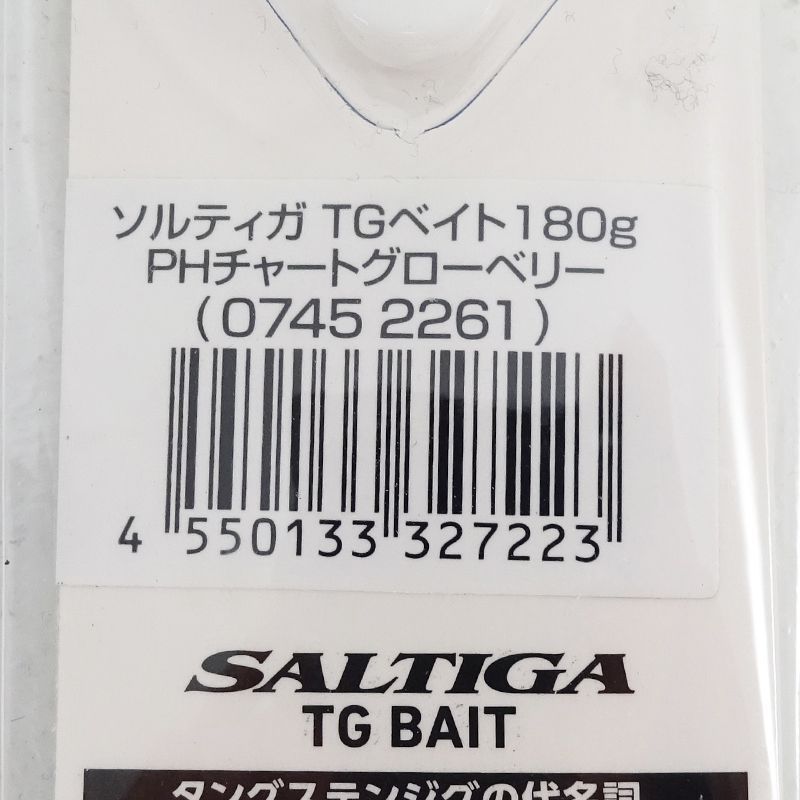 ソルティガ TGベイト180g
PHチャートグローベリー
(0745 2261)
4 550133 327223
SALTIGA
TG BAIT
タングステンジグの代名詞